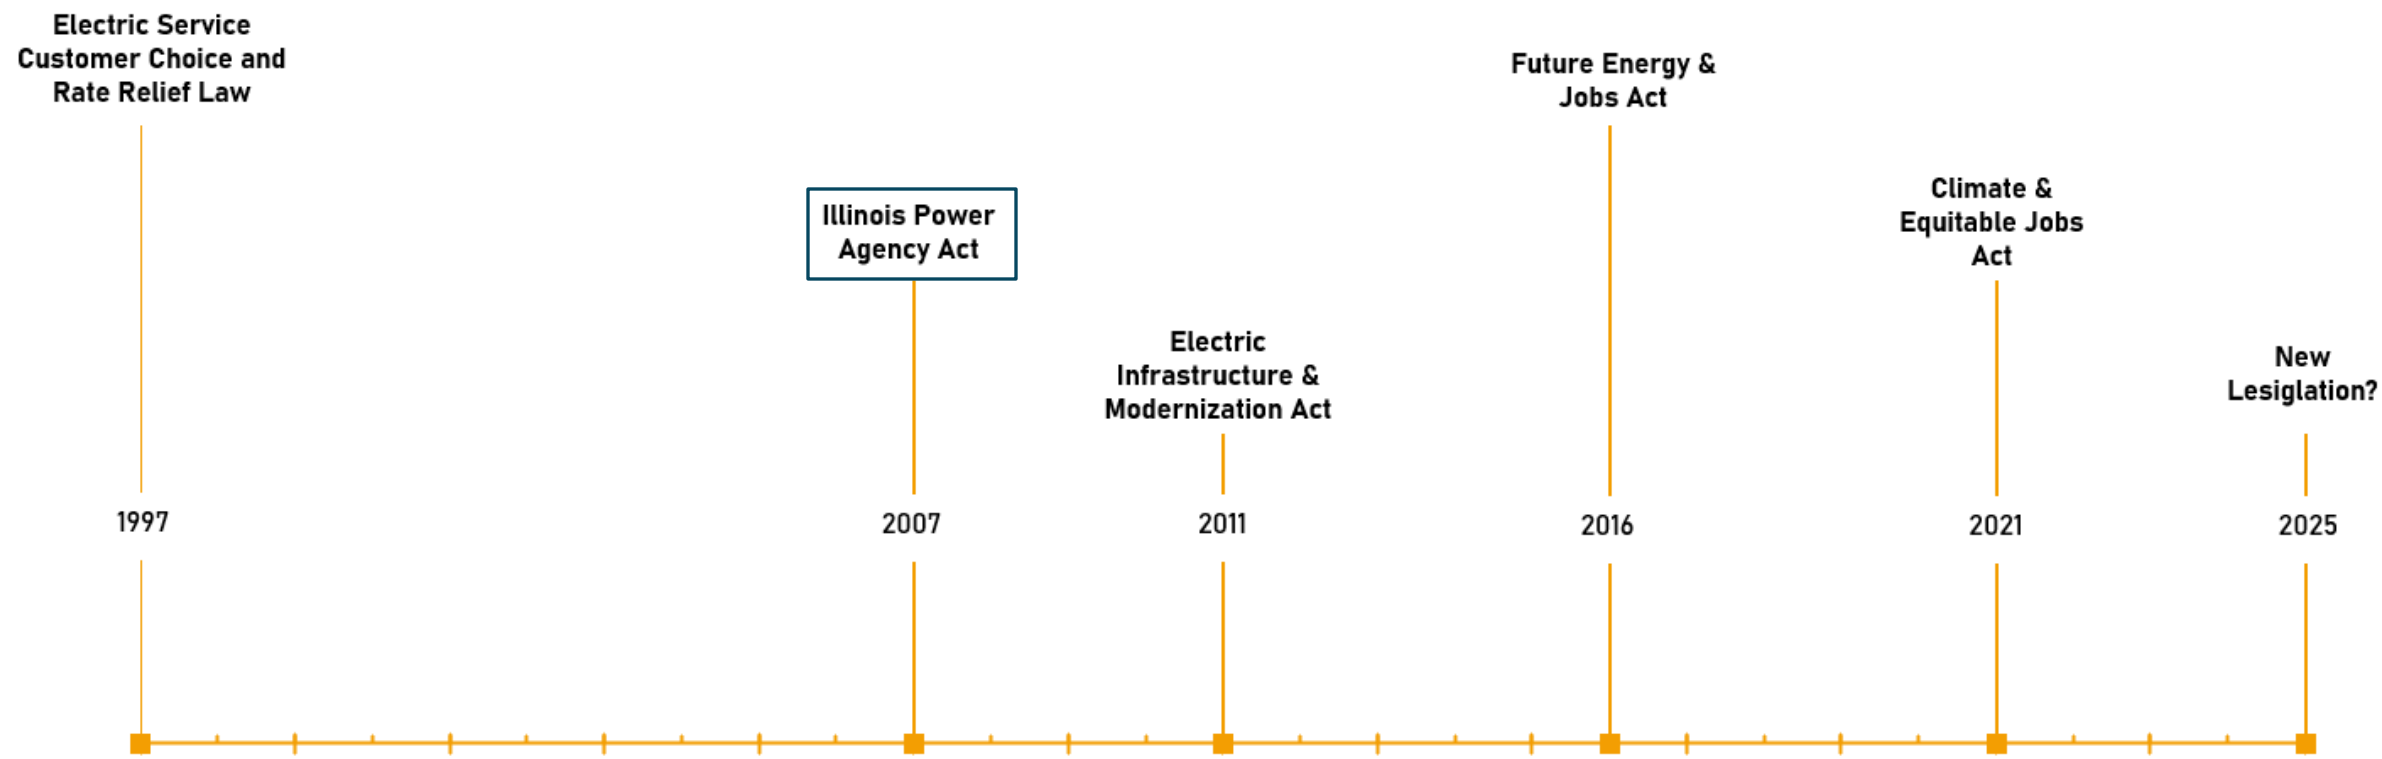 Electric Service
Customer Choice and
Rate Relief Law
Illinois Power
Agency Act
Electric
Infrastructure &
Modernization Act
Future Energy &
Jobs Act
Climate &
Equitable Jobs
Act
New
Lesiglation?
1997
2007
2011
2016
2021
2025